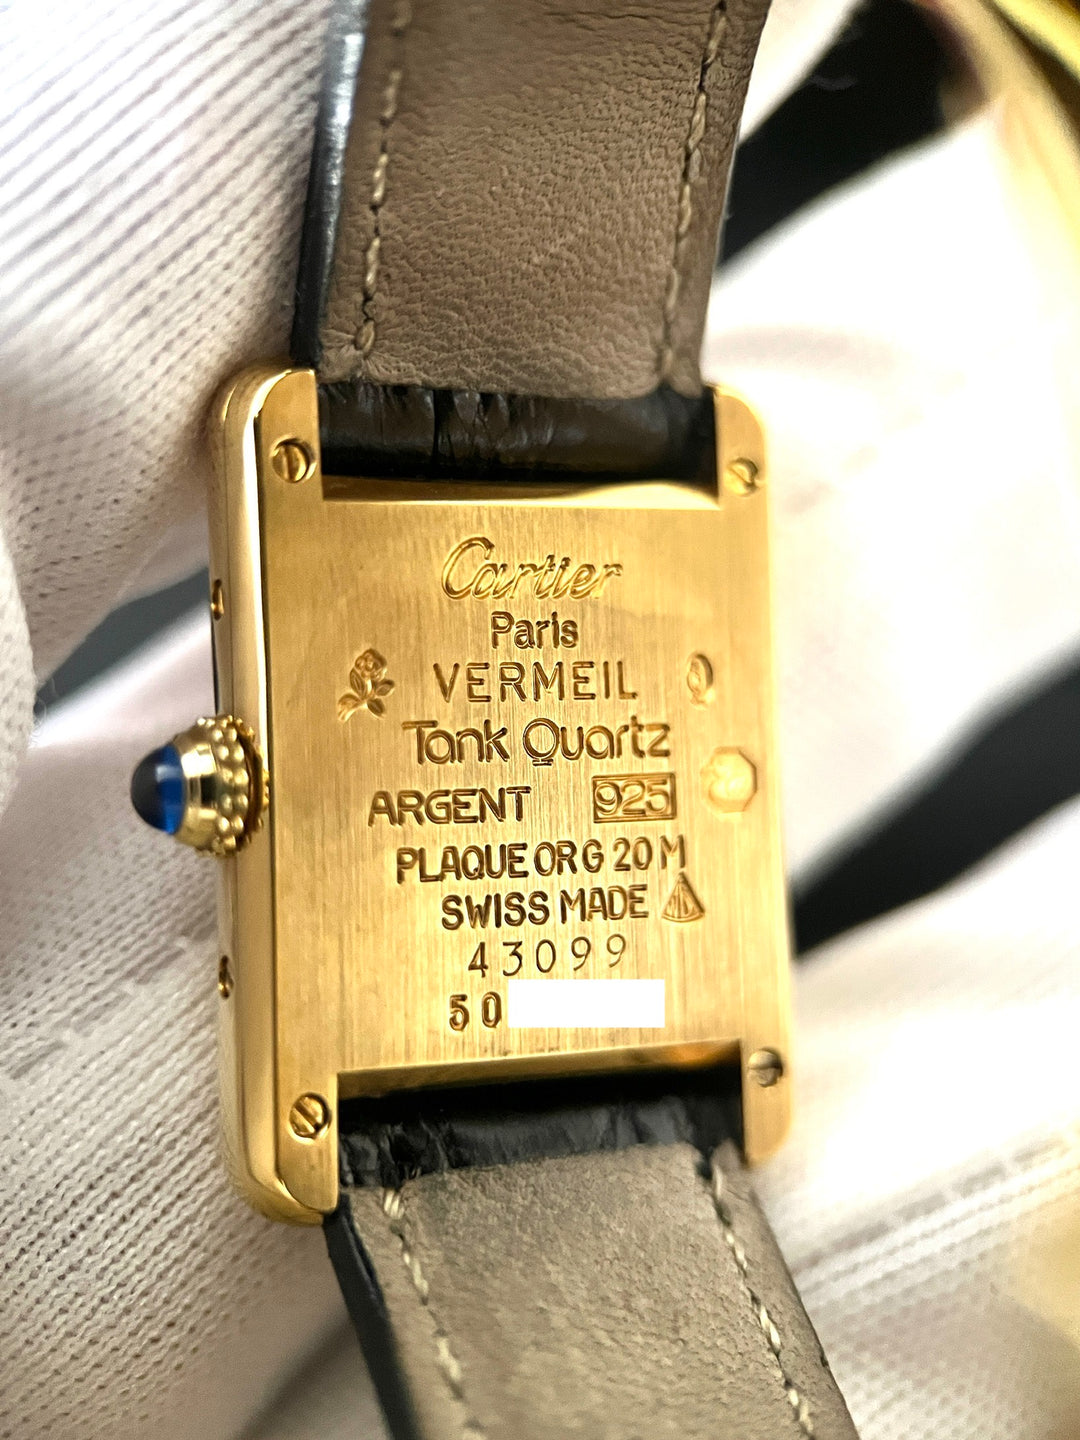 Cartier
Paris
VERMEIL
Tank Quartz
ARGENT 925
PLAQUE OR G 20 M
SWISS MADE
43099
50